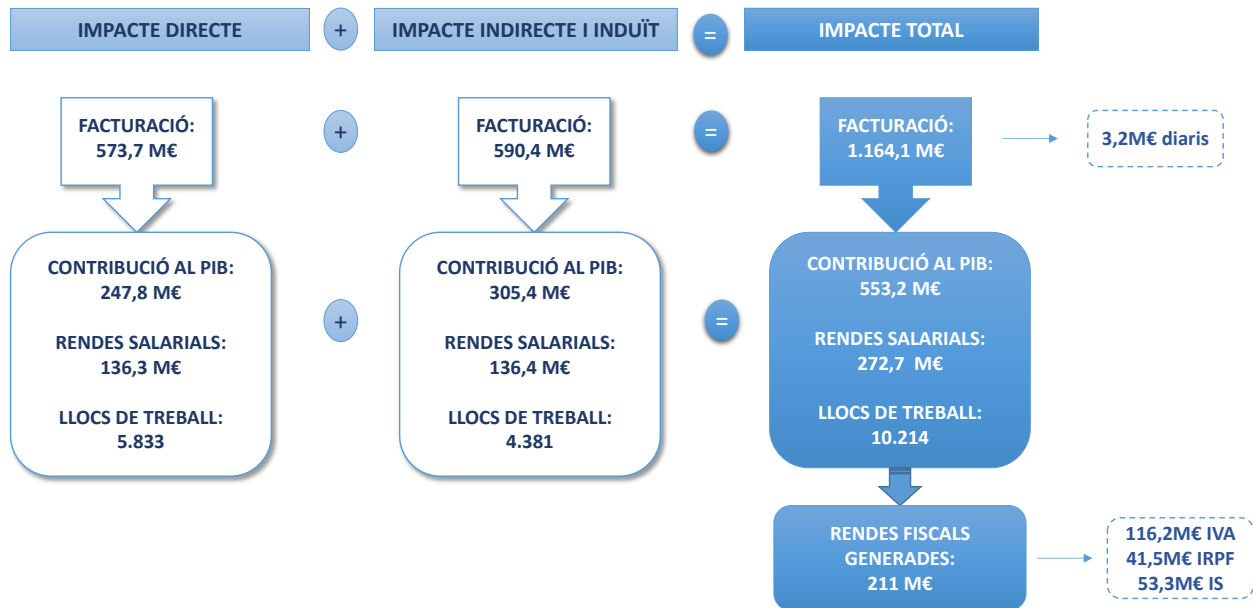 IMPACTE DIRECTE
+
IMPACTE INDIRECTE I INDUÏT
=
IMPACTE TOTAL
FACTURACIÓ:
573,7 M€
+
FACTURACIÓ:
590,4 M€
=
FACTURACIÓ:
1.164,1 M€
3,2M€ diaris
CONTRIBUCIÓ AL PIB:
247,8 M€
RENDES SALARIALS:
136,3 M€
LLOCS DE TREBALL:
5.833
+
CONTRIBUCIÓ AL PIB:
305,4 M€
RENDES SALARIALS:
136,4 M€
LLOCS DE TREBALL:
4.381
=
CONTRIBUCIÓ AL PIB:
553,2 M€
RENDES SALARIALS:
272,7 M€
LLOCS DE TREBALL:
10.214
RENDES FISCALS
GENERADES:
211 M€
116,2M€ IVA
41,5M€ IRPF
53,3M€ IS